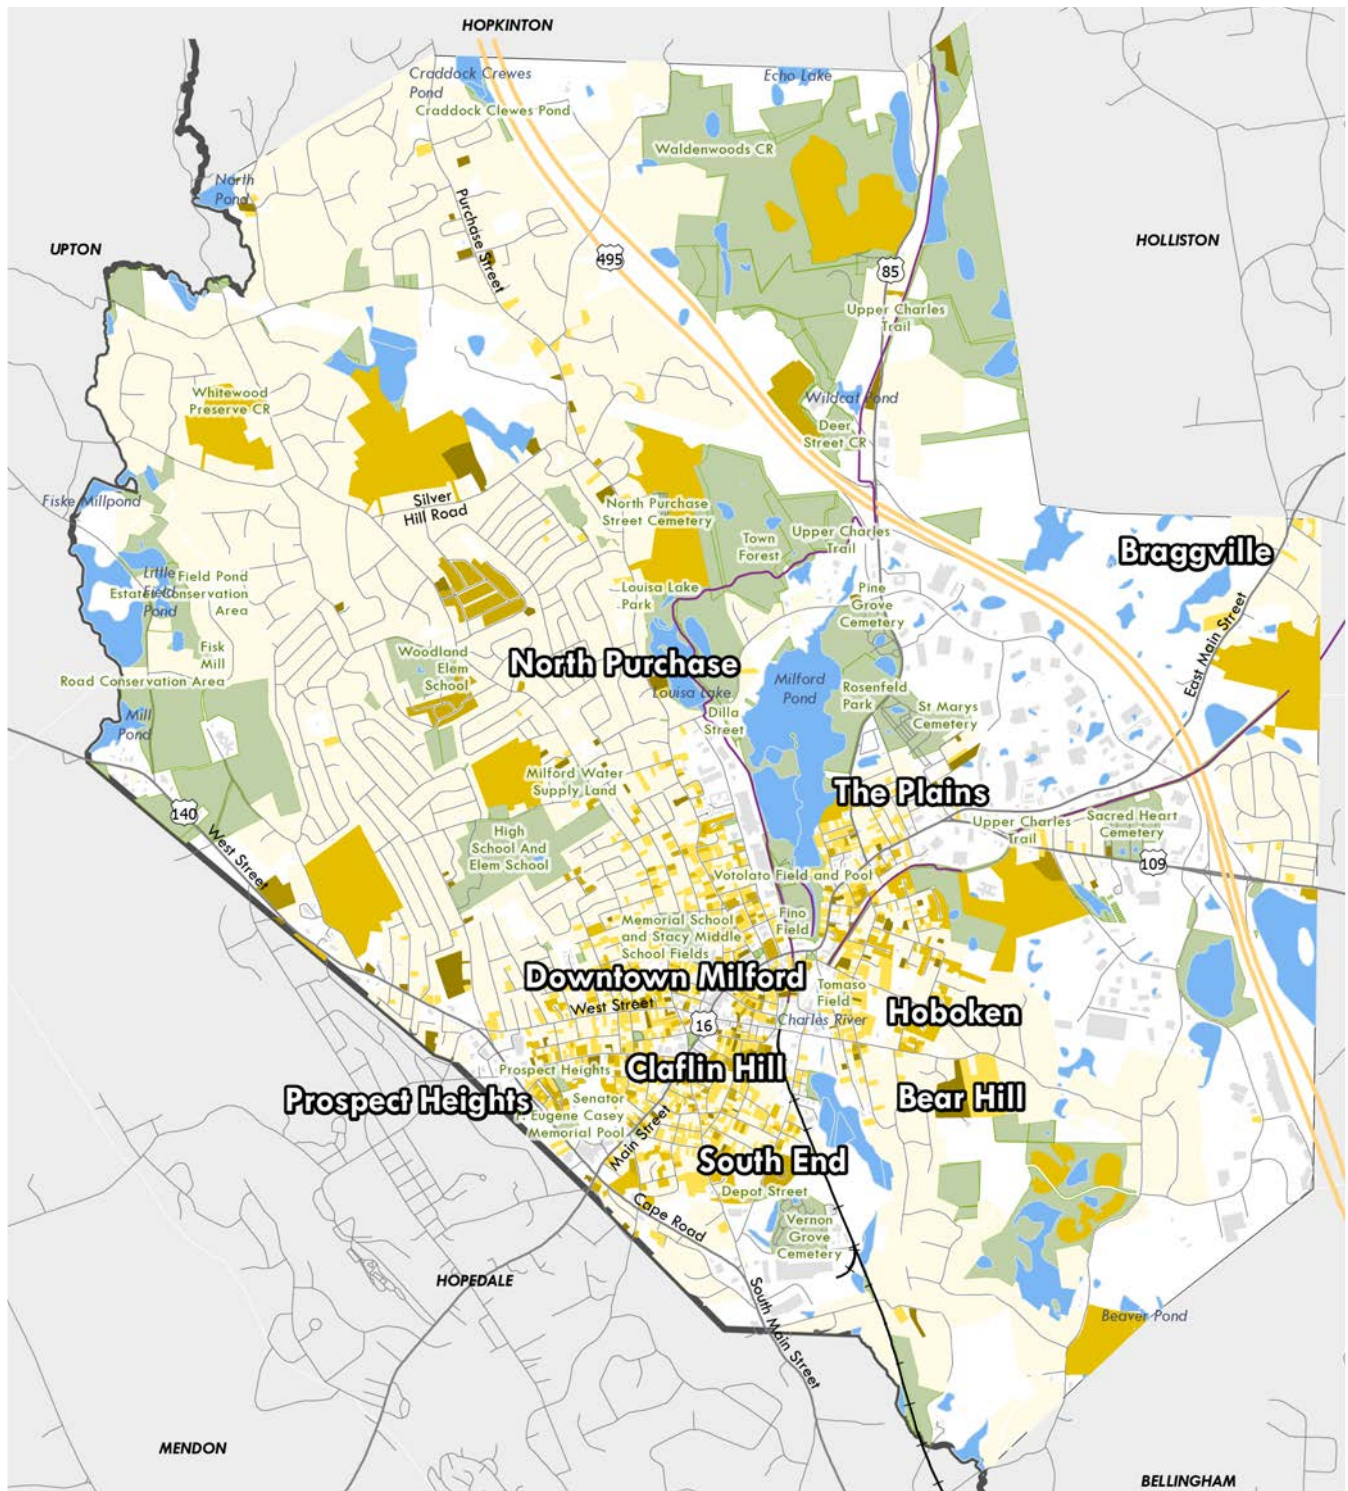 HOPKINTON
Craddock Crewes
Pond
Craddock Clewes Pond
Echo Lake
Waldenwoods CR
North
Pond
Purchase Street
UPTON
495
HOLLISTON
85
Upper Charles
Trail
Whitewood
Preserve CR
Wildcat Pond
Deer
Street CR
Fiske Millpond
Silver
Hill Road
North Purchase
Street Cemetery
Town
Forest
Upper Charles
Trail
Braggville
Little
Field
Pond
Field Pond
Estates Conservation
Area
Louisa Lake
Park
Pine
Grove
Cemetery
East Main Street
Fisk
Mill
Road Conservation Area
Woodland
Elem
School
North Purchase
Louisa Lake
Milford
Pond
Rosenfeld
Park
St Marys
Cemetery
Mill
Pond
Dilla
Street
Milford Water
Supply Land
The Plains
140
West Street
High
School And
Elem School
Upper Charles
Trail
Sacred Heart
Cemetery
109
Votolato Field and Pool
Memorial School
and Stacy Middle
School Fields
Fino
Field
Downtown Milford
West Street
Tomaso
Field
Hoboken
16
Charles River
Prospect Heights
Claflin Hill
Prospect Heights
Bear Hill
Senator
Eugene Casey
Memorial Pool
Main Street
South End
Depot Street
Cape Road
Vernon
Grove
Cemetery
HOPEDALE
South Main Street
Beaver Pond
MENDON
BELLINGHAM